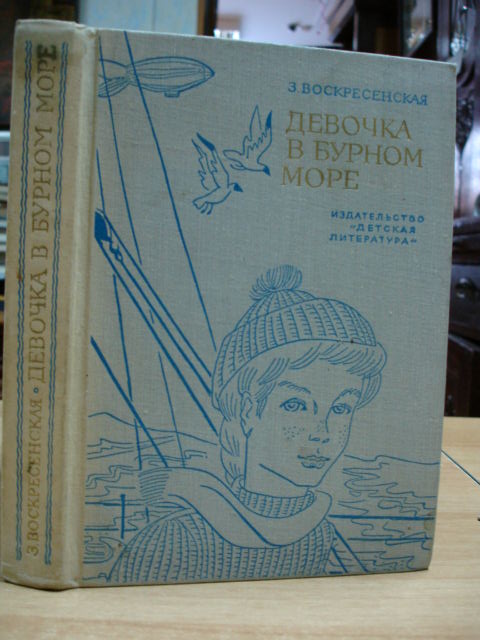 З. ВОСКРЕСЕНСКАЯ
ДЕВОЧКА
В БУРНОМ
МОРЕ
ИЗДАТЕЛЬСТВО
"ДЕТСКАЯ
ЛИТЕРАТУРА"
З. ВОСКРЕСЕНСКАЯ • ДЕВОЧКА В БУРНОМ МОРЕ